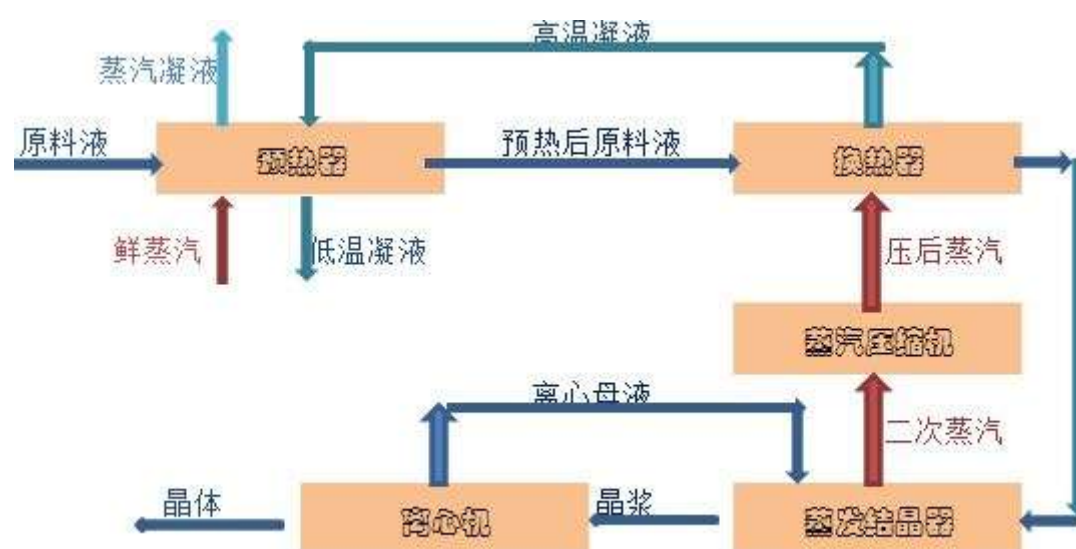 高温凝液
蒸汽凝液
原料液
预热器
预热后原料液
换热器
鲜蒸汽
低温凝液
压后蒸汽
蒸汽压缩机
离心母液
二次蒸汽
晶体
离心机
晶浆
蒸发结晶器